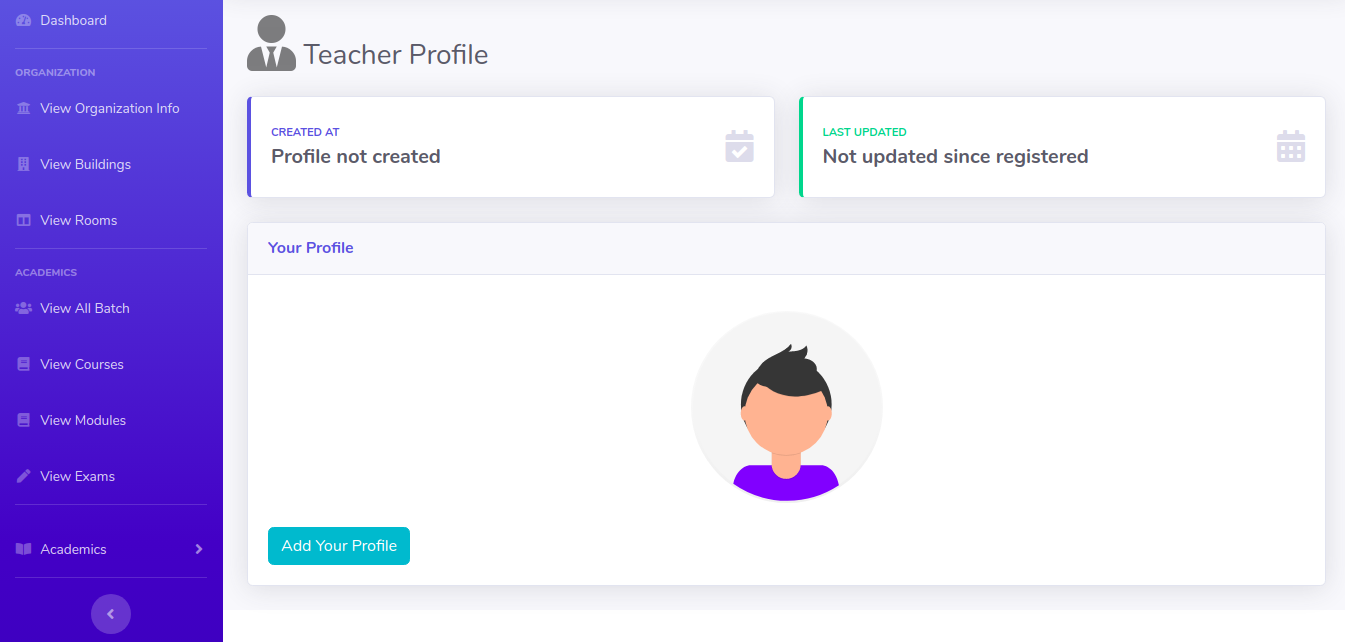 Dashboard
ORGANIZATION
View Organization Info
View Buildings
View Rooms
ACADEMICS
View All Batch
View Courses
View Modules
View Exams
Academics
Teacher Profile
CREATED AT
Profile not created
LAST UPDATED
Not updated since registered
Your Profile
Add Your Profile